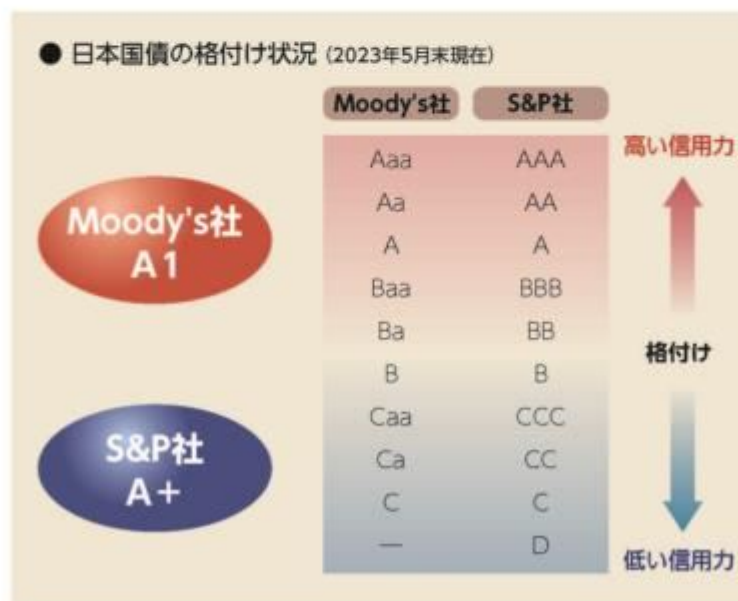 ● 日本国債の格付け状況 (2023年5月末現在)
Moody's社 S&P社
Aaa AAA 高い信用力
Aa AA
Moody's社
A1
A A
Baa BBB
Ba BB 格付け
B B
Caa CCC
S&P社
A+
Ca CC
C C
— D 低い信用力